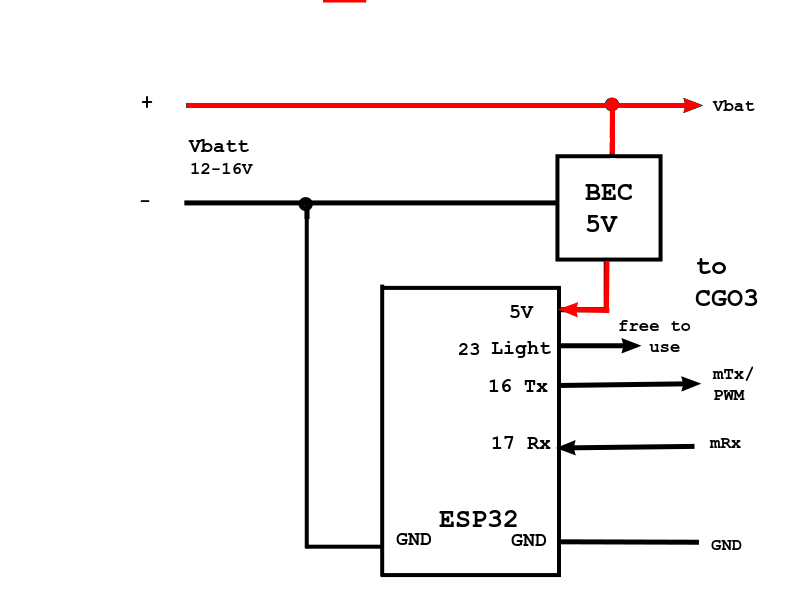 +
Vbat
Vbatt
12-16V
-
BEC
5V
to
CGO3
5V
free to
use
23 Light
mTx/
PWM
16 Tx
17 Rx
mRx
ESP32
GND
GND
GND